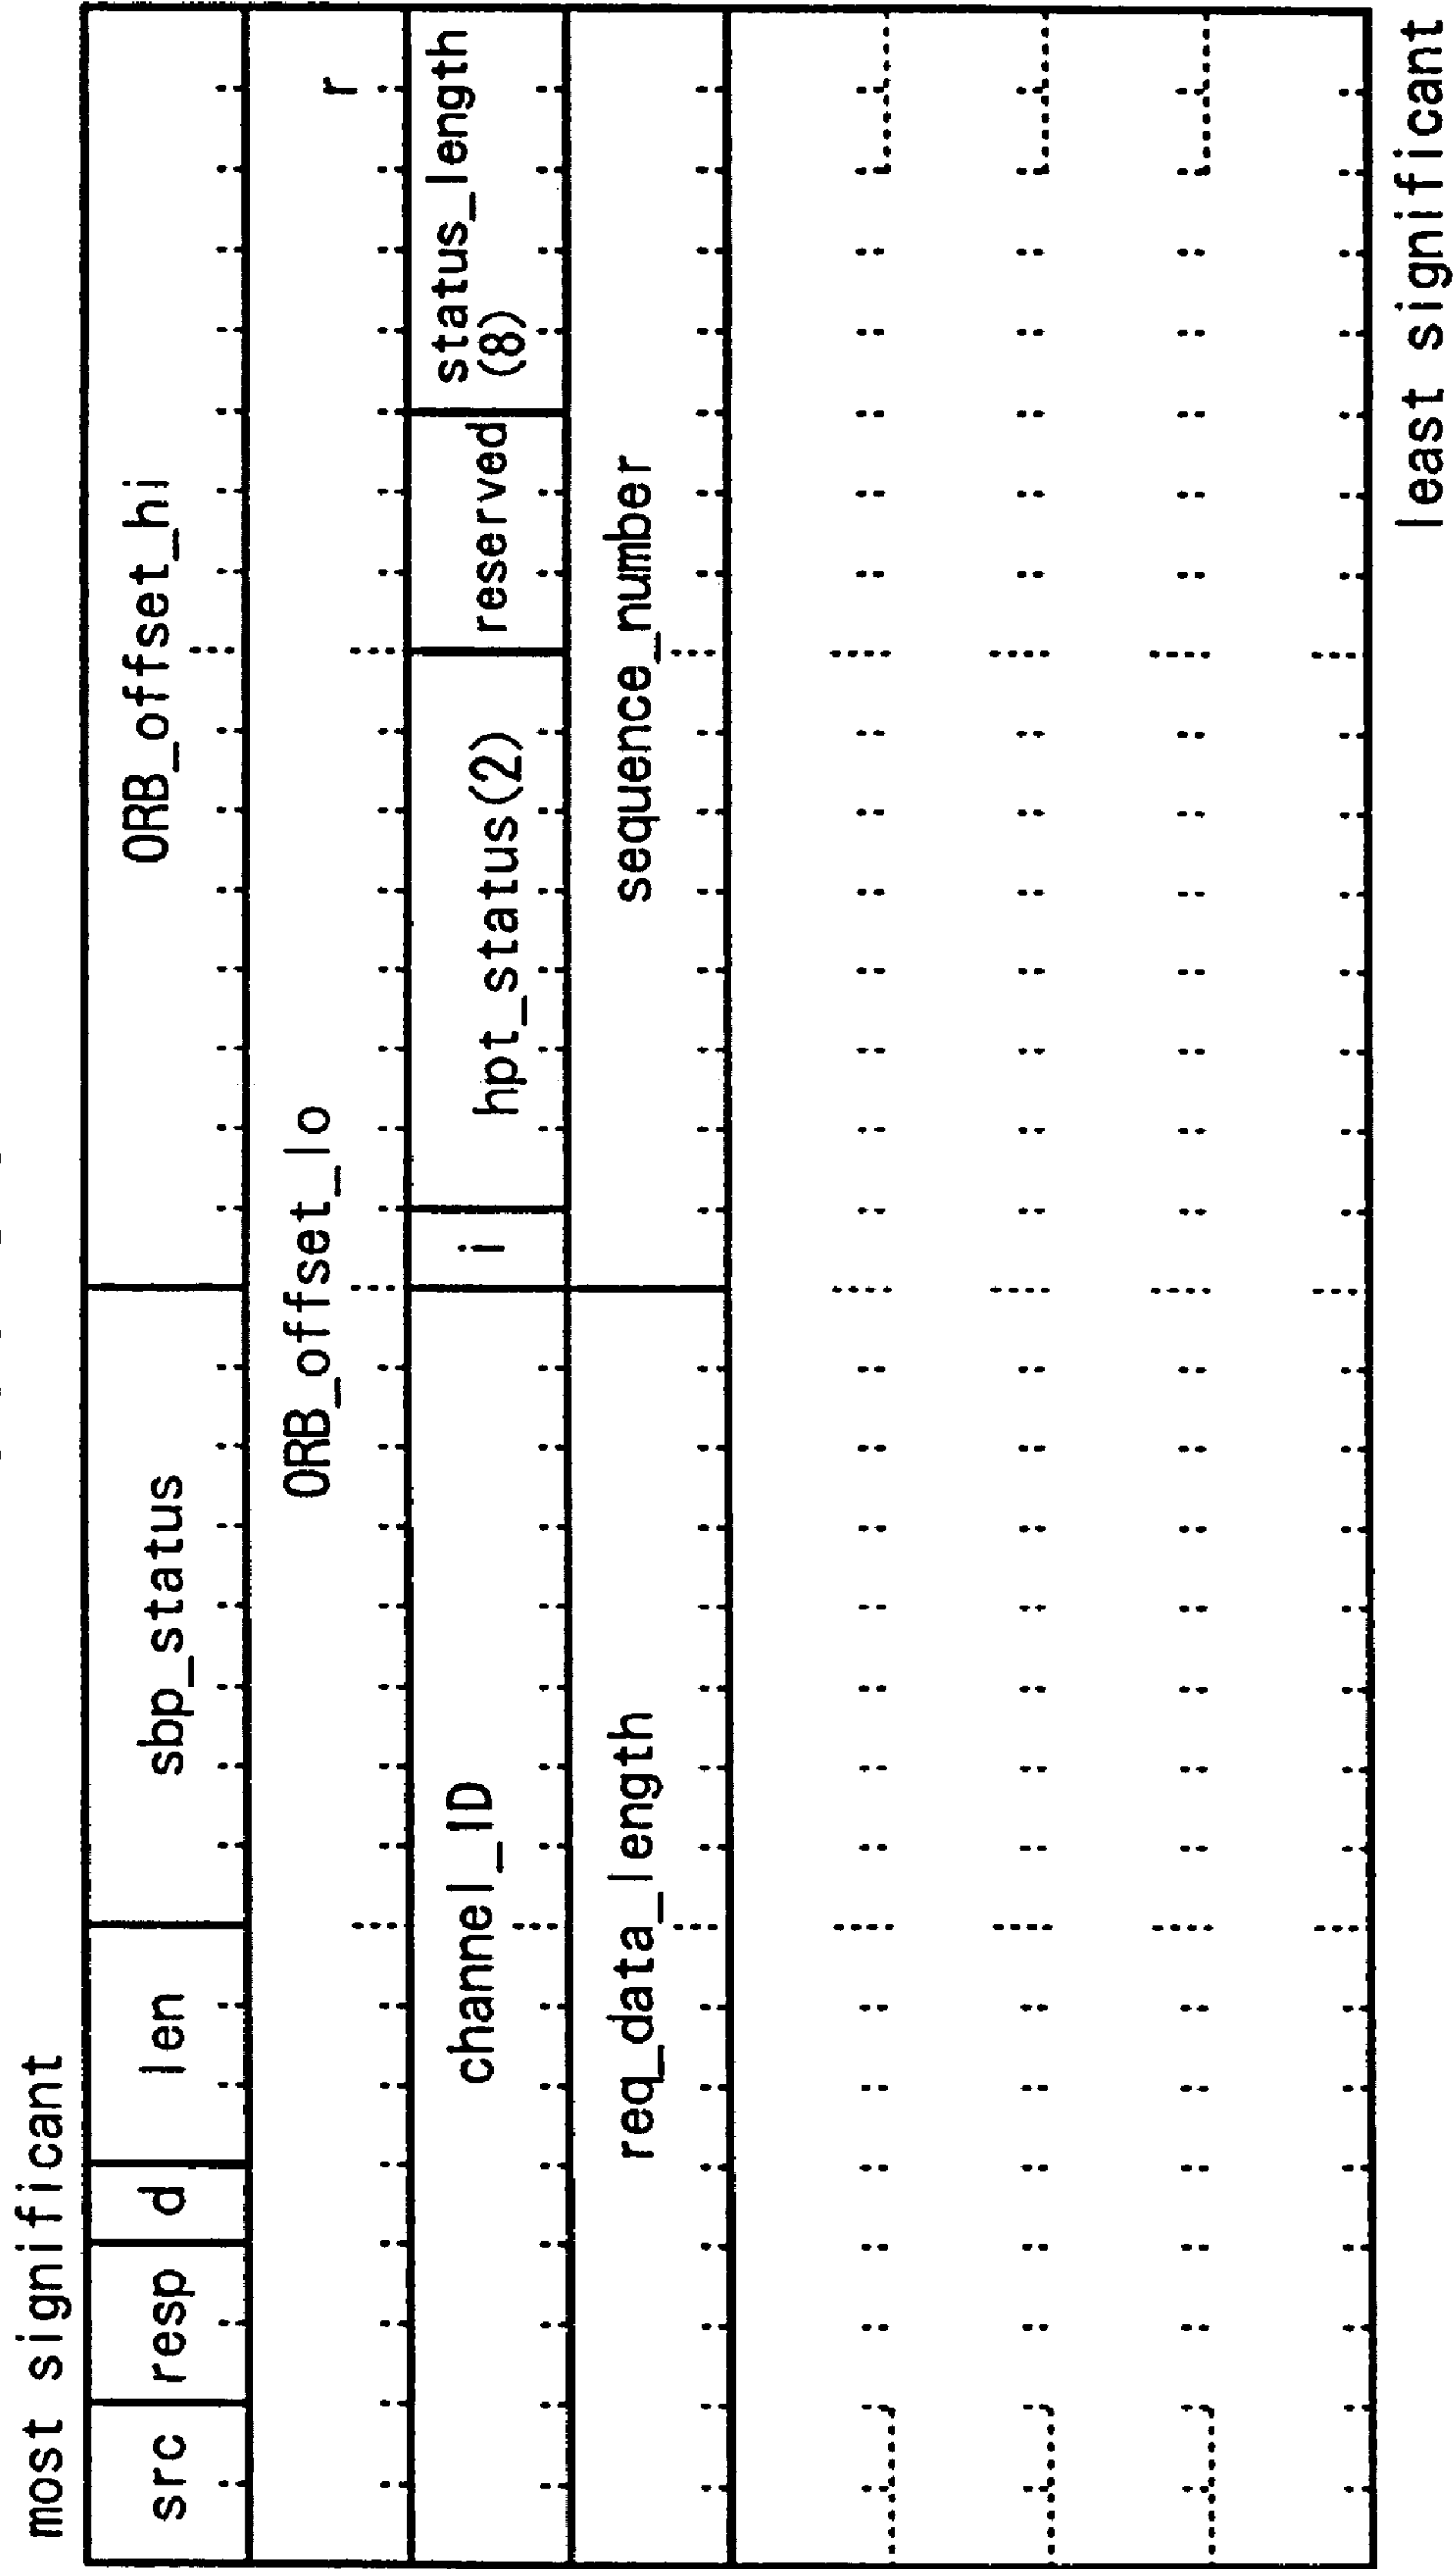 most significant
src resp d len sbp_status ORB_offset_hi
ORB_offset_lo r
channel_ID i hpt_status(2) reserved status_length
(8)
req_data_length sequence_number
least significant